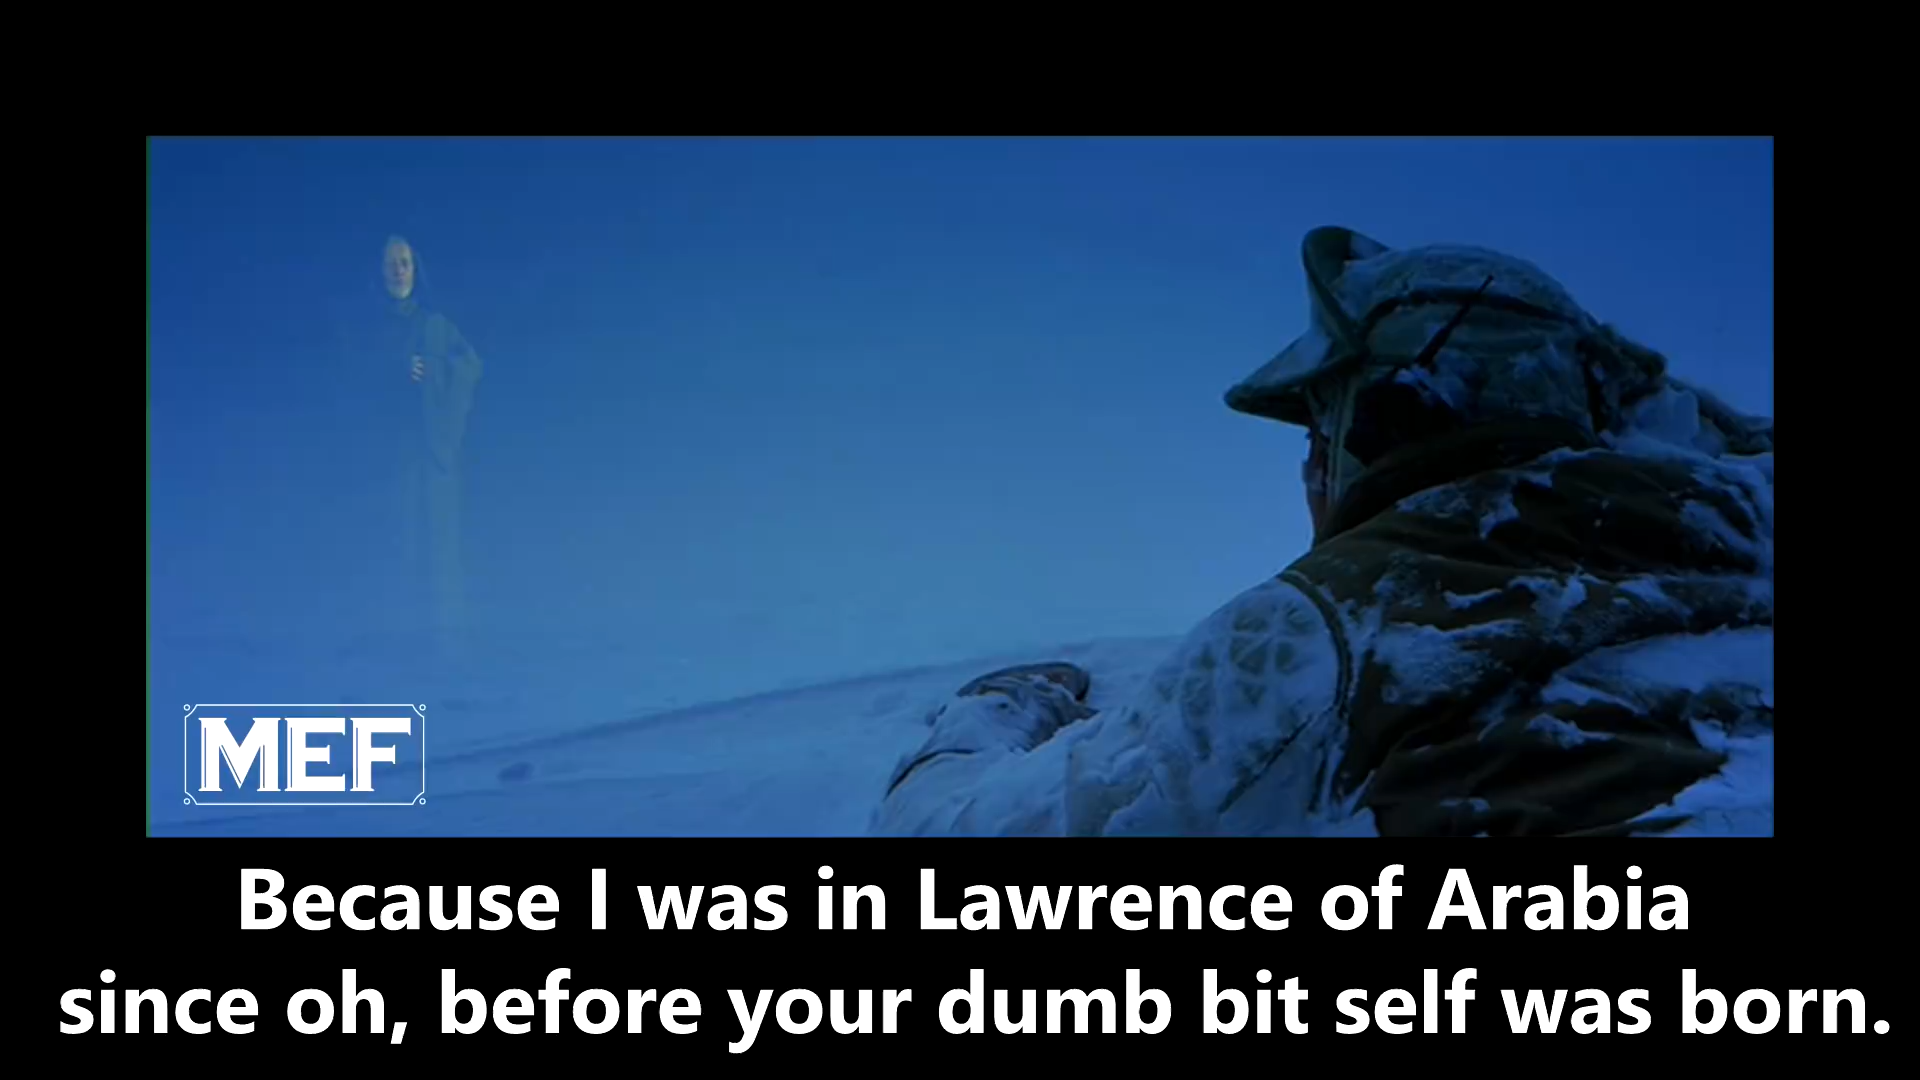 MEF
Because I was in Lawrence of Arabia
since oh, before your dumb bit self was born.